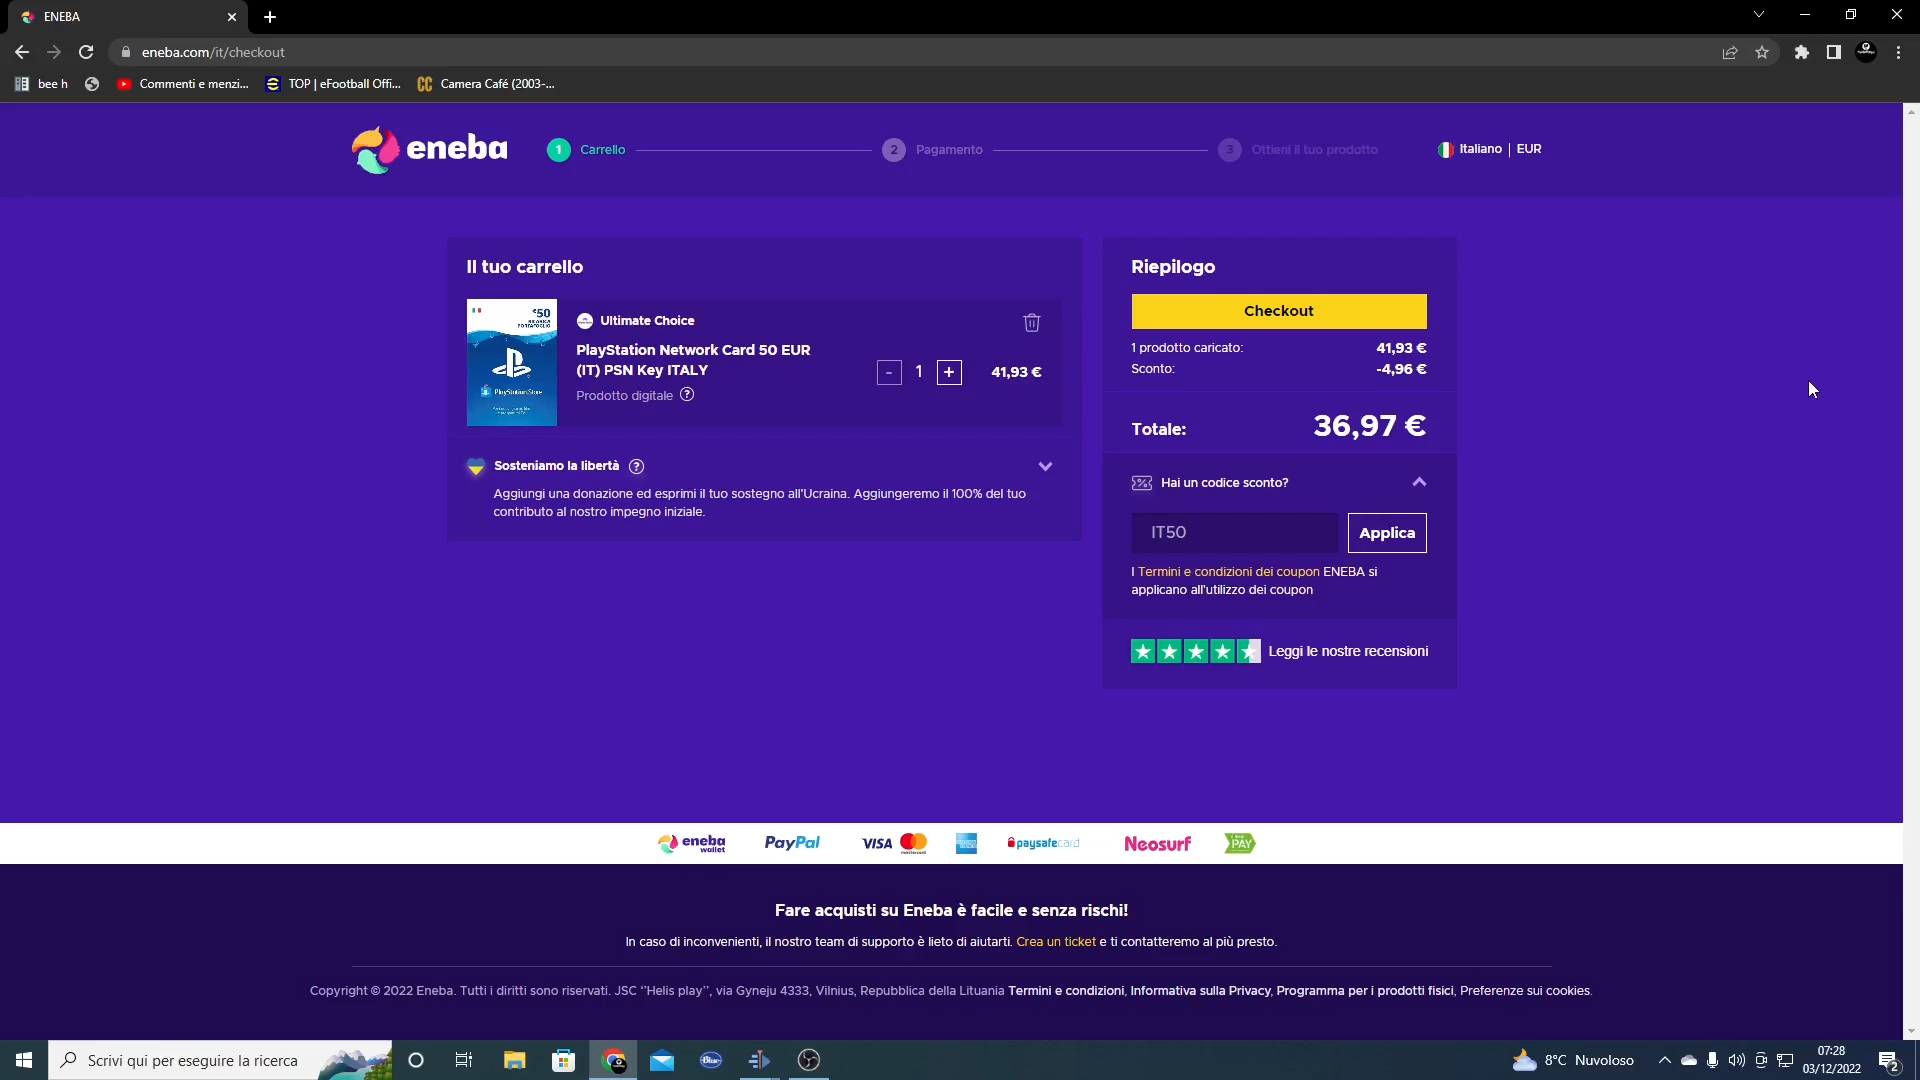 ENEBA
eneba.com/it/checkout
bee h
Commenti e menzi...
TOP | eFootball Offi...
Camera Café (2003-...
eneba
1 Carrello
2 Pagamento
3 Ottieni il tuo prodotto
Italiano | EUR
Il tuo carrello
€50
RICARICA
PORTAFOGLIO
PlayStation Store
Ultimate Choice
PlayStation Network Card 50 EUR
(IT) PSN Key ITALY
Prodotto digitale ?
- 1 +
41,93 €
Sosteniamo la libertà ?
Aggiungi una donazione ed esprimi il tuo sostegno all'Ucraina. Aggiungeremo il 100% del tuo
contributo al nostro impegno iniziale.
Riepilogo
Checkout
1 prodotto caricato: 41,93 €
Sconto: -4,96 €
Totale: 36,97 €
Hai un codice sconto?
IT50
Applica
I Termini e condizioni dei coupon ENEBA si
applicano all'utilizzo dei coupon
Leggi le nostre recensioni
eneba wallet
PayPal
VISA
mastercard
paysafecard
Neosurf
PAY
Fare acquisti su Eneba è facile e senza rischi!
In caso di inconvenienti, il nostro team di supporto è lieto di aiutarti. Crea un ticket e ti contatteremo al più presto.
Copyright © 2022 Eneba. Tutti i diritti sono riservati. JSC ‘’Helis play’’, via Gyneju 4333, Vilnius, Repubblica della Lituania Termini e condizioni, Informativa sulla Privacy, Programma per i prodotti fisici, Preferenze sui cookies.
Scrivi qui per eseguire la ricerca
Blue
8°C Nuvoloso
07:28
03/12/2022
2